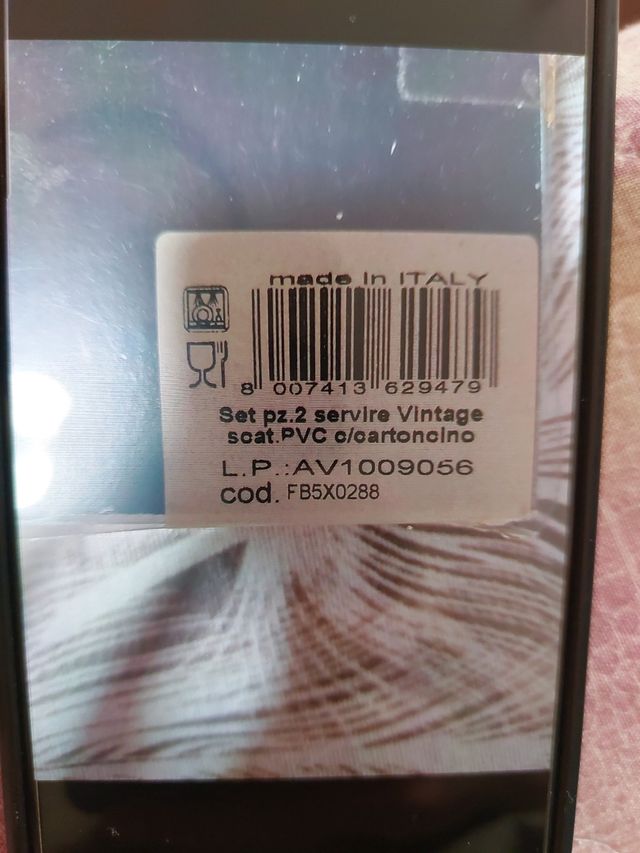 made in ITALY
8 007413 629479
Set pz.2 servire Vintage
scat.PVC c/cartoncino
L.P.:AV1009056
cod. FB5X0288